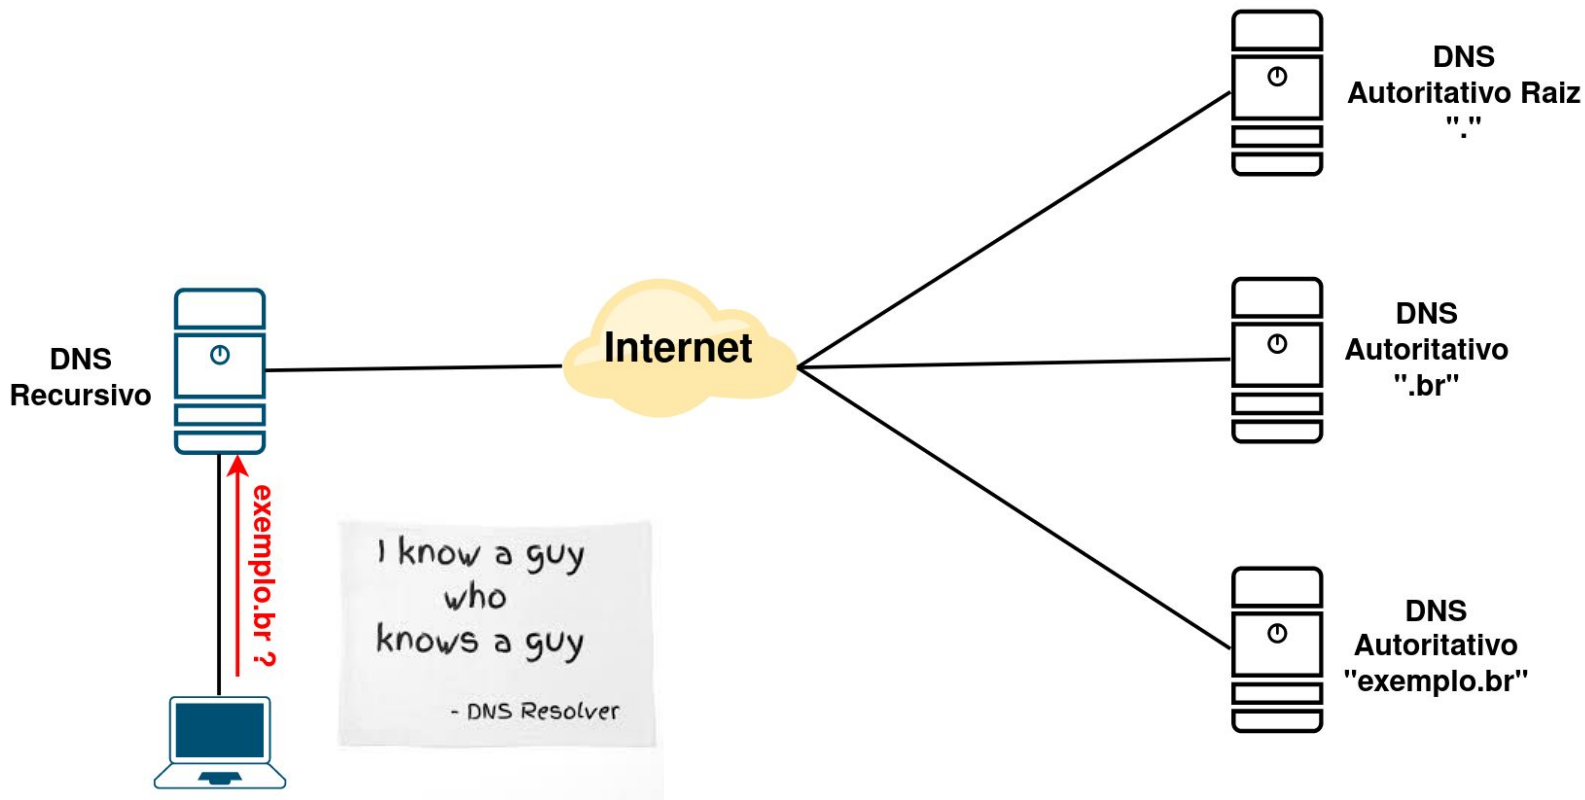 DNS
Autoritativo Raiz
"."
DNS
Recursivo
Internet
DNS
Autoritativo
".br"
exemplo.br ?
I know a guy
who
knows a guy
- DNS Resolver
DNS
Autoritativo
"exemplo.br"